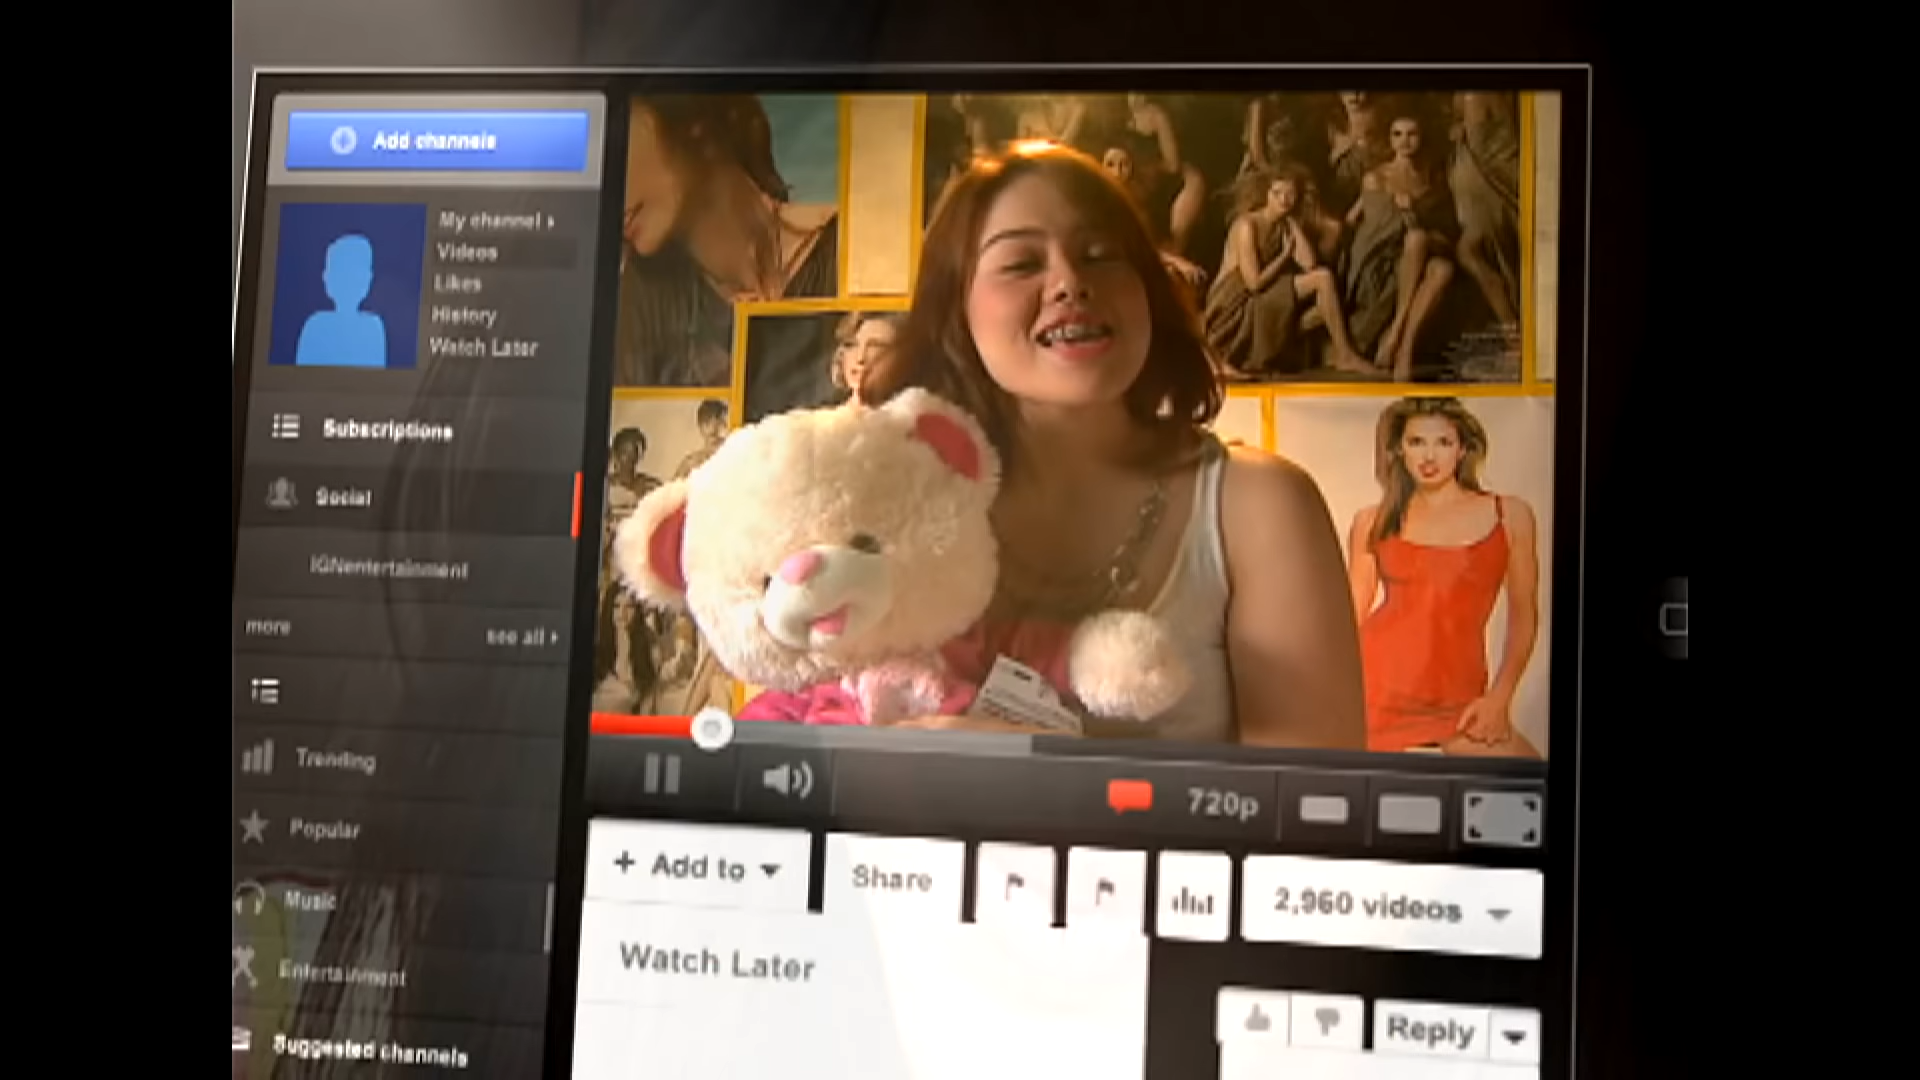 Add channels
My channel
Videos
Likes
History
Watch Later
Subscriptions
Social
IGNentertainment
more
see all
Trending
Popular
Music
Entertainment
Suggested channels
720p
+ Add to
Share
2,960 videos
Watch Later
Reply